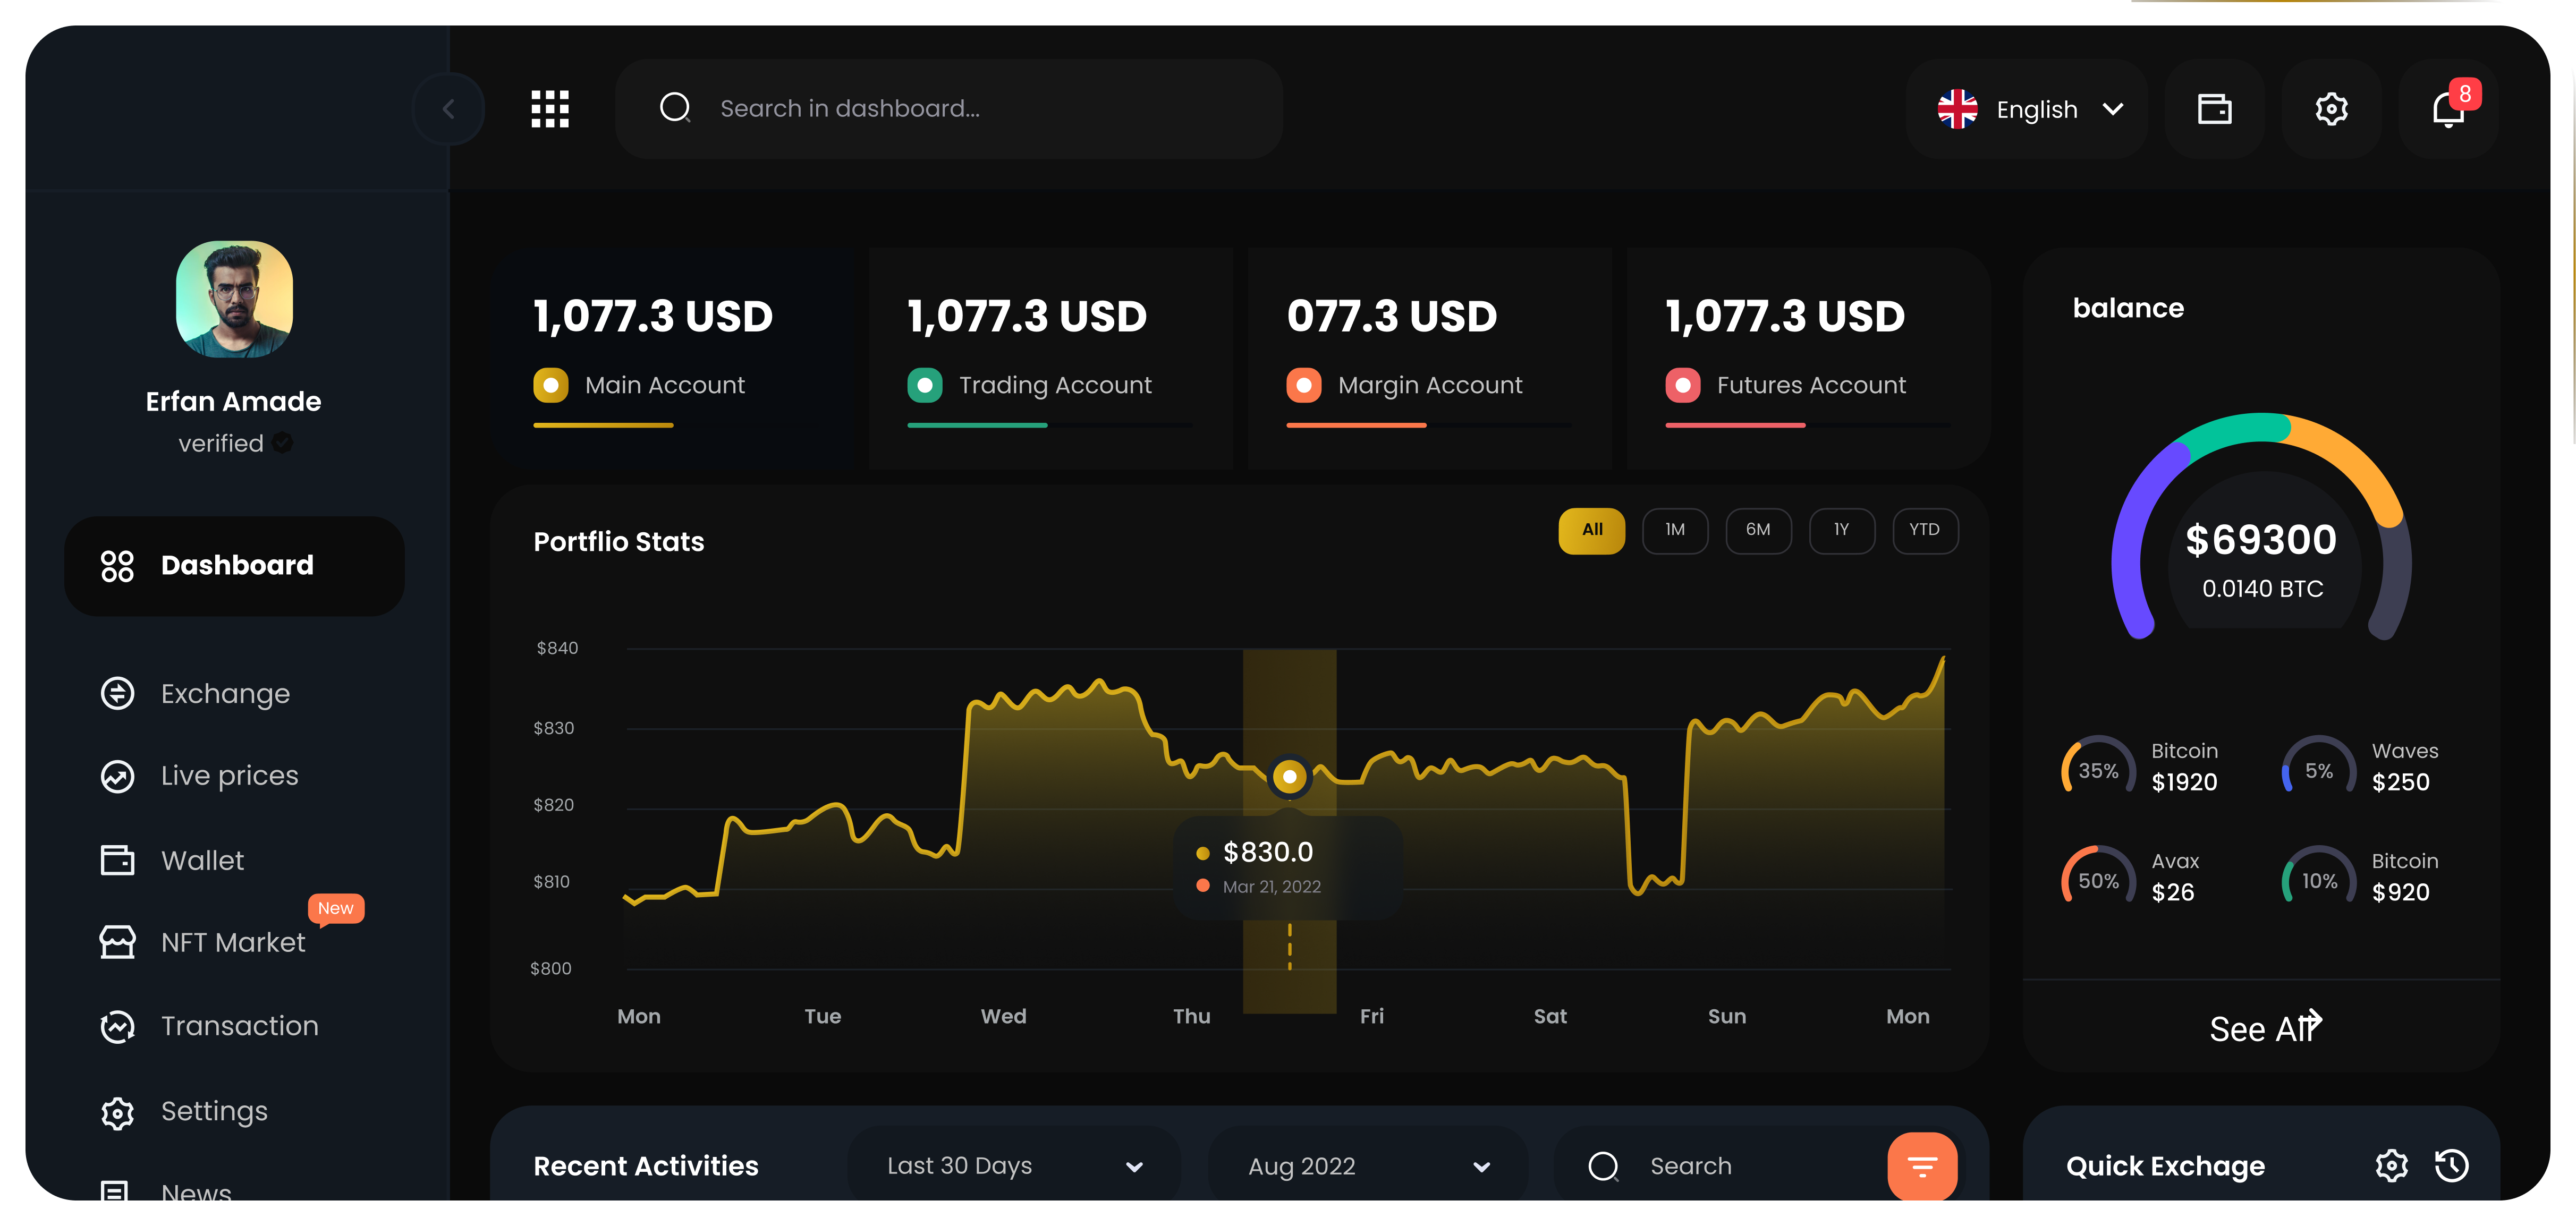 Search in dashboard...
English
8
Erfan Amade
verified
Dashboard
Exchange
Live prices
Wallet
New
NFT Market
Transaction
Settings
News
1,077.3 USD
Main Account
1,077.3 USD
Trading Account
077.3 USD
Margin Account
1,077.3 USD
Futures Account
Portflio Stats
All
1M
6M
1Y
YTD
$840
$830
$820
$810
$800
$830.0
Mar 21, 2022
Mon
Tue
Wed
Thu
Fri
Sat
Sun
Mon
balance
$69300
0.0140 BTC
35%
Bitcoin
$1920
5%
Waves
$250
50%
Avax
$26
10%
Bitcoin
$920
See All
Recent Activities
Last 30 Days
Aug 2022
Search
Quick Exchage